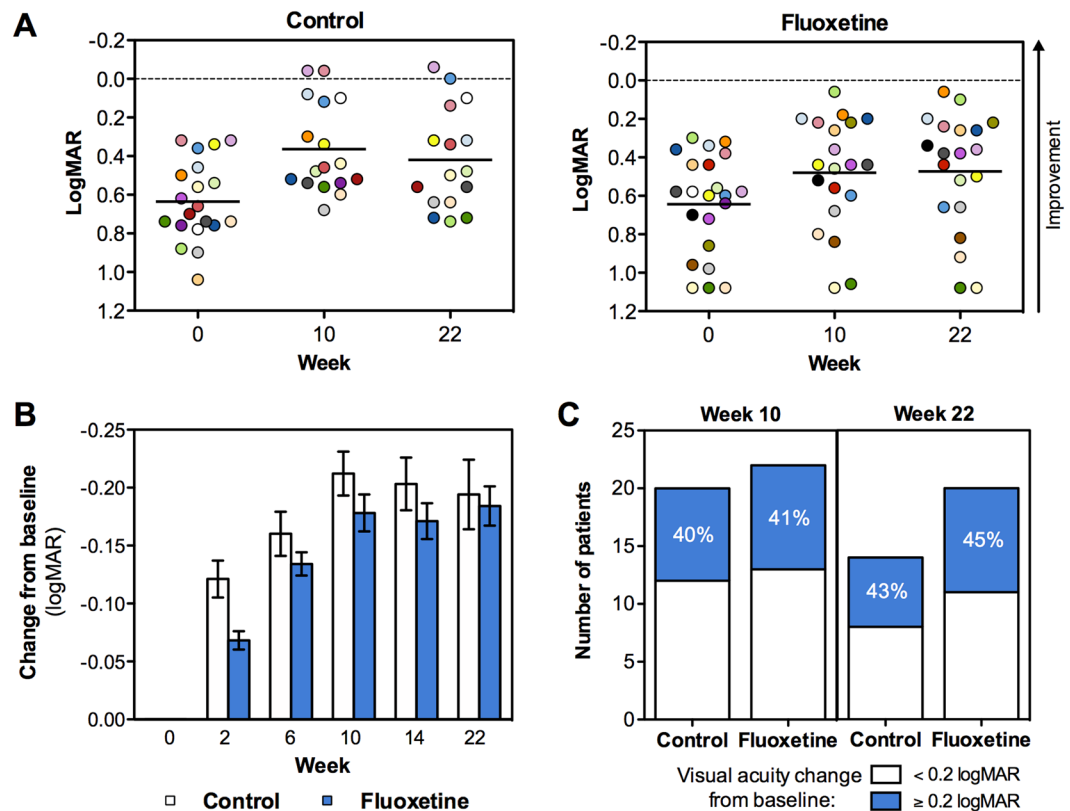 A
Control
Fluoxetine
LogMAR
-0.2
0.0
0.2
0.4
0.6
0.8
1.0
1.2
0 10 22
Week
LogMAR
-0.2
0.0
0.2
0.4
0.6
0.8
1.0
1.2
0 10 22
Week
Improvement
B
Change from baseline
(logMAR)
-0.25
-0.20
-0.15
-0.10
-0.05
0.00
0 2 6 10 14 22
Week
Control Fluoxetine
C
Week 10 Week 22
Number of patients
25
20
15
10
5
0
40% 41% 43% 45%
Control Fluoxetine Control Fluoxetine
Visual acuity change
from baseline:
< 0.2 logMAR
≥ 0.2 logMAR